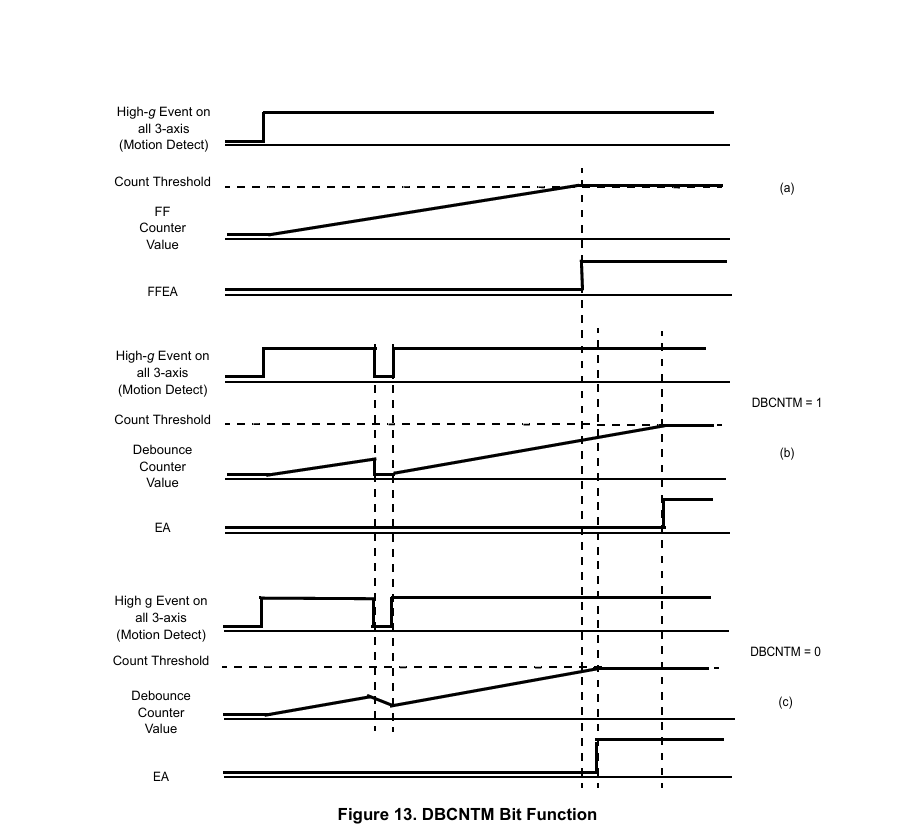 High-g Event on
all 3-axis
(Motion Detect)
Count Threshold
(a)
FF
Counter
Value
FFEA
High-g Event on
all 3-axis
(Motion Detect)
DBCNTM = 1
Count Threshold
(b)
Debounce
Counter
Value
EA
High g Event on
all 3-axis
(Motion Detect)
DBCNTM = 0
Count Threshold
(c)
Debounce
Counter
Value
EA
Figure 13. DBCNTM Bit Function